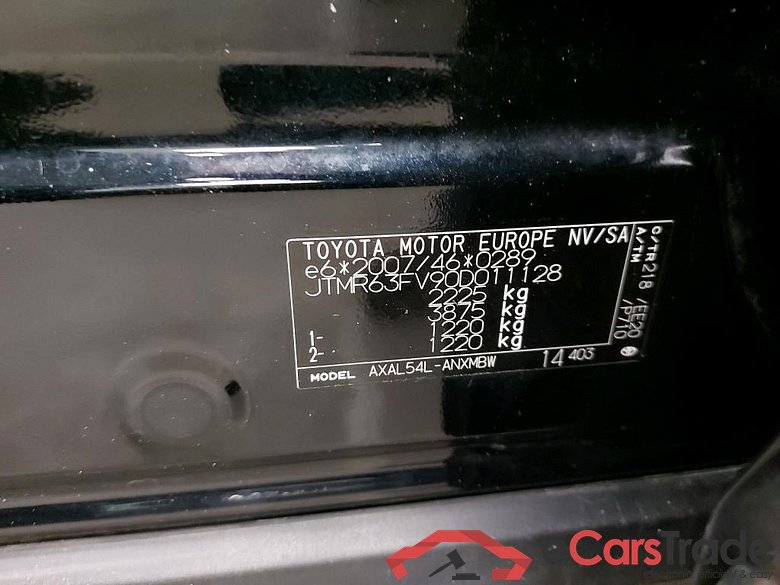 TOYOTA MOTOR EUROPE NV/SA
e6*2007/46*0289
JTMR63FV90D011128
2225 kg
3875 kg
1- 1220 kg
2- 1220 kg
MODEL AXAL54L-ANXMBW 14 403
C/TR 218 /EE20
A/TM /P710
CarsTrade